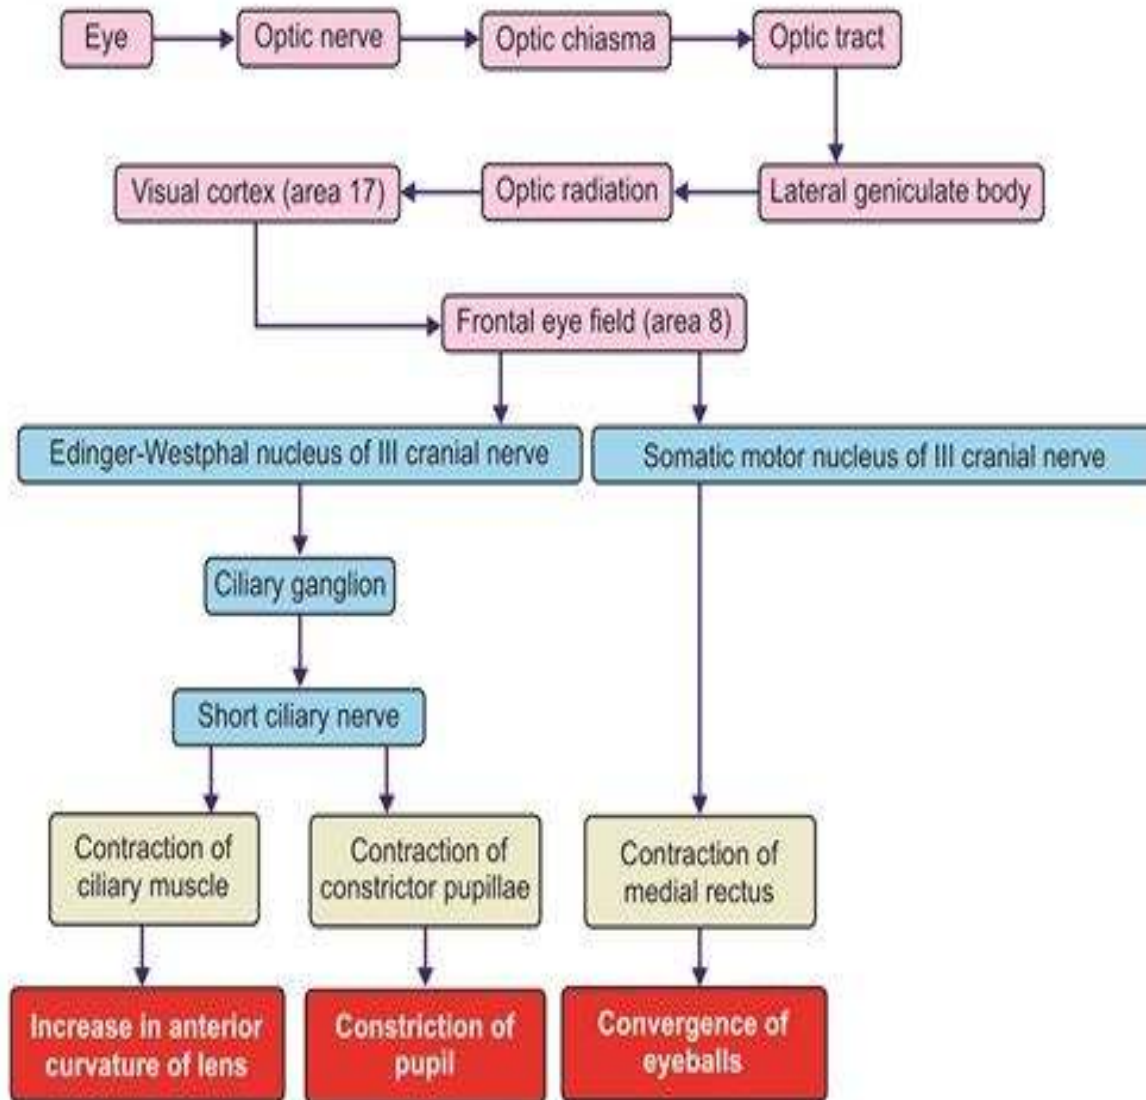 Eye
Optic nerve
Optic chiasma
Optic tract
Visual cortex (area 17)
Optic radiation
Lateral geniculate body
Frontal eye field (area 8)
Edinger-Westphal nucleus of III cranial nerve
Somatic motor nucleus of III cranial nerve
Ciliary ganglion
Short ciliary nerve
Contraction of
ciliary muscle
Contraction of
constrictor pupillae
Contraction of
medial rectus
Increase in anterior
curvature of lens
Constriction of
pupil
Convergence of
eyeballs